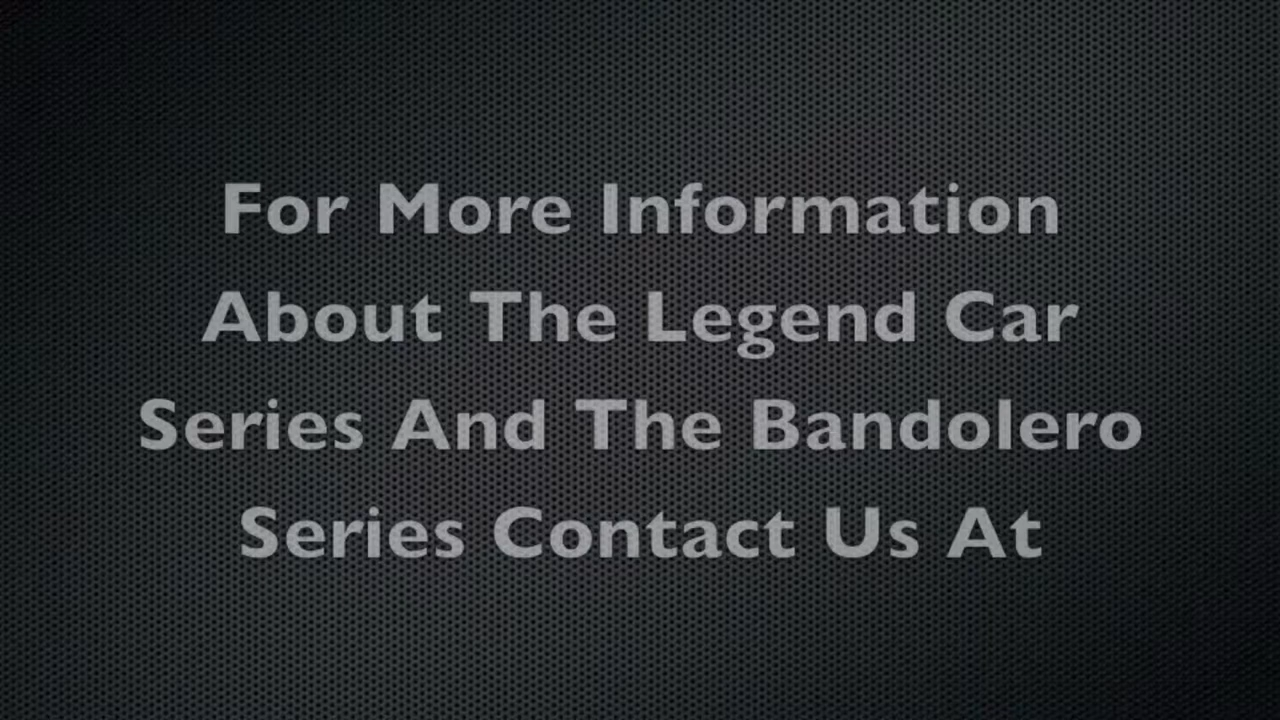 For More Information
About The Legend Car
Series And The Bandolero
Series Contact Us At